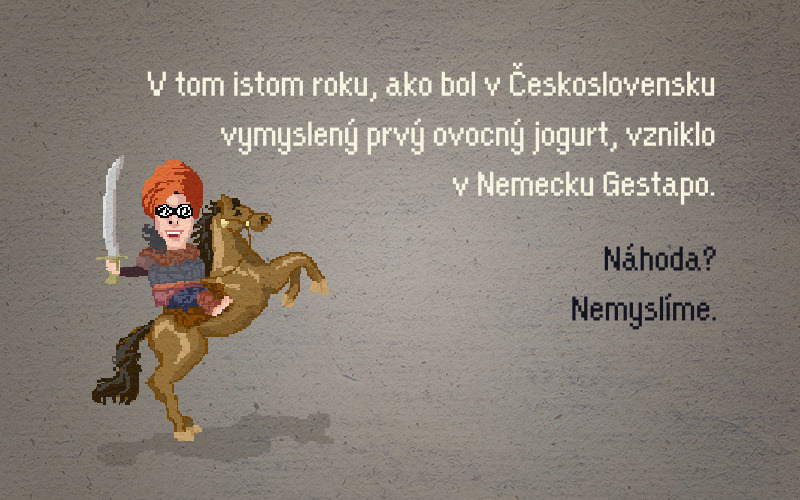 V tom istom roku, ako bol v Československu
vymyslený prvý ovocný jogurt, vzniklo
v Nemecku Gestapo.
Náhoda?
Nemyslíme.